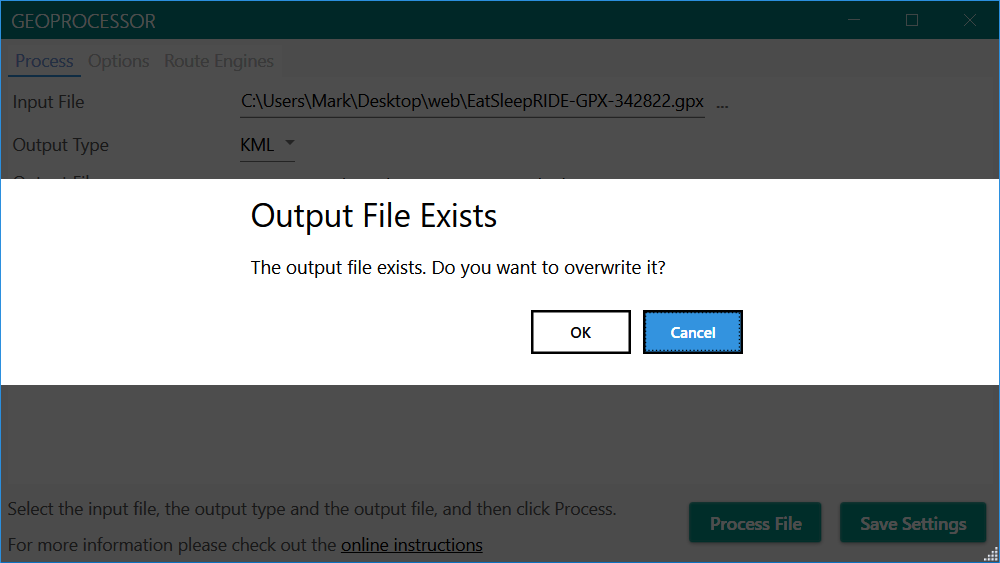 GEOPROCESSOR
Process Options Route Engines
Input File C:\Users\Mark\Desktop\web\EatSleepRIDE-GPX-342822.gpx ...
Output Type KML
Output File Exists
The output file exists. Do you want to overwrite it?
OK Cancel
Select the input file, the output type and the output file, and then click Process.
Process File Save Settings
For more information please check out the online instructions